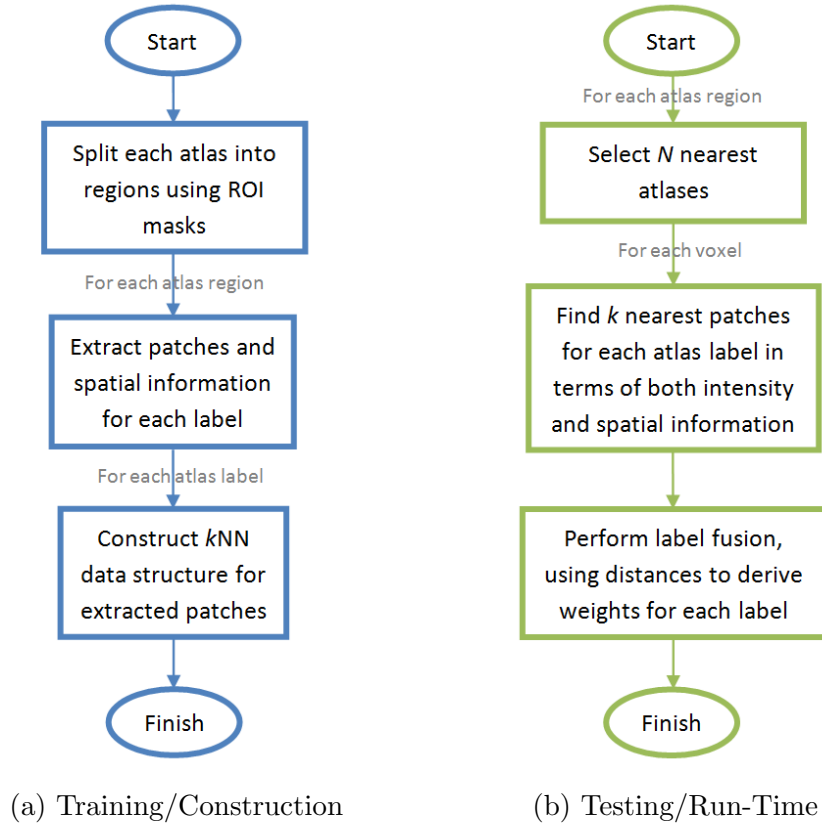 Start
Split each atlas into
regions using ROI
masks
For each atlas region
Extract patches and
spatial information
for each label
For each atlas label
Construct kNN
data structure for
extracted patches
Finish
(a) Training/Construction
Start
For each atlas region
Select N nearest
atlases
For each voxel
Find k nearest patches
for each atlas label in
terms of both intensity
and spatial information
Perform label fusion,
using distances to derive
weights for each label
Finish
(b) Testing/Run-Time